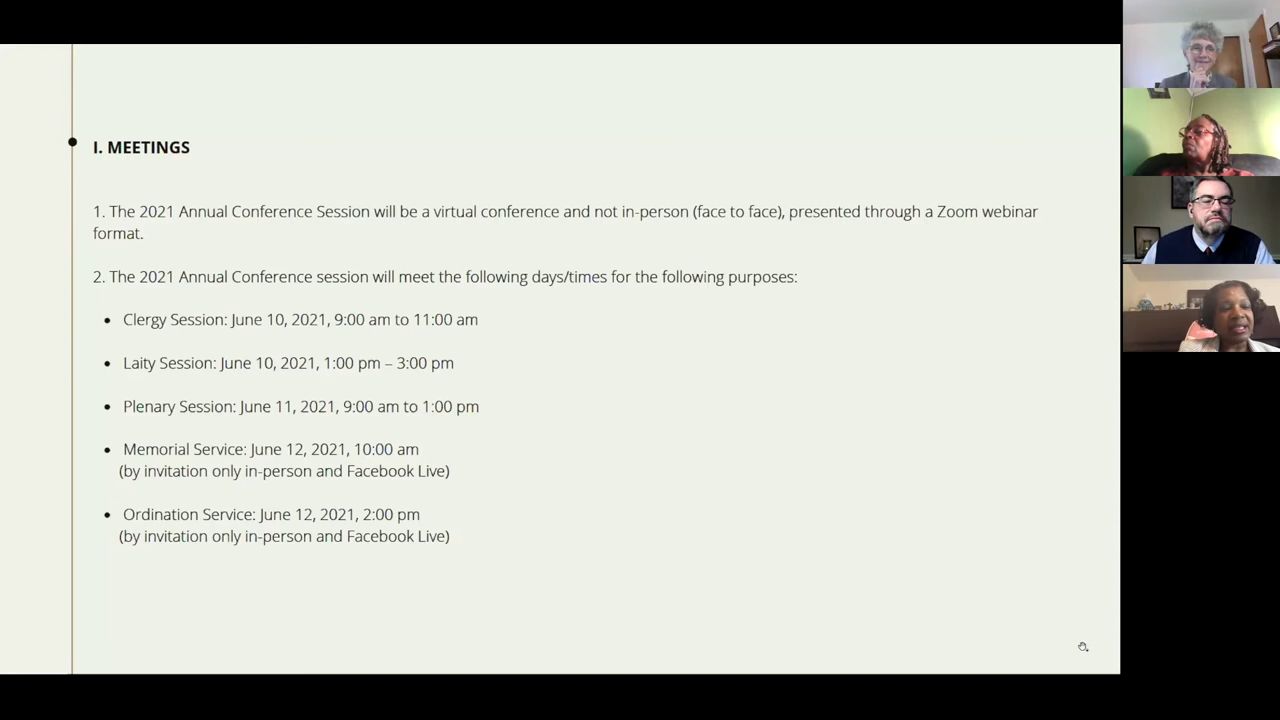 I. MEETINGS
1. The 2021 Annual Conference Session will be a virtual conference and not in-person (face to face), presented through a Zoom webinar
format.
2. The 2021 Annual Conference session will meet the following days/times for the following purposes:
• Clergy Session: June 10, 2021, 9:00 am to 11:00 am
• Laity Session: June 10, 2021, 1:00 pm – 3:00 pm
• Plenary Session: June 11, 2021, 9:00 am to 1:00 pm
• Memorial Service: June 12, 2021, 10:00 am
(by invitation only in-person and Facebook Live)
• Ordination Service: June 12, 2021, 2:00 pm
(by invitation only in-person and Facebook Live)